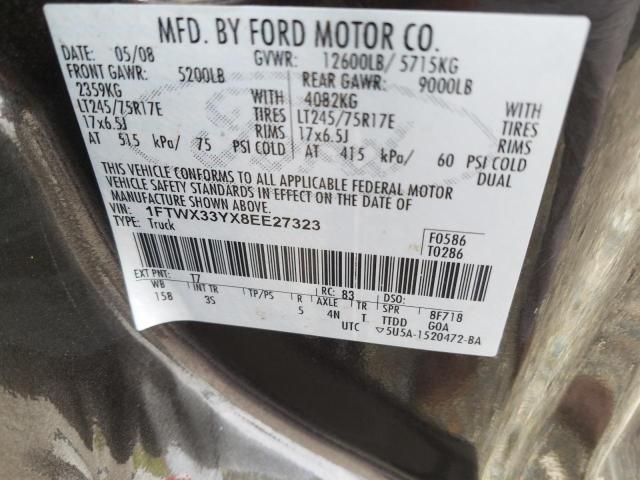 MFD. BY FORD MOTOR CO.
DATE: 05/08 GVWR: 12600LB/ 5715KG
FRONT GAWR: 5200LB REAR GAWR: 9000LB
2359KG WITH 4082KG WITH
LT245/75R17E TIRES LT245/75R17E TIRES
17x6.5J RIMS 17x6.5J RIMS
AT 515 kPa/ 75 PSI COLD AT 415 kPa/ 60 PSI COLD
DUAL
THIS VEHICLE CONFORMS TO ALL APPLICABLE FEDERAL MOTOR
VEHICLE SAFETY STANDARDS IN EFFECT ON THE DATE OF
MANUFACTURE SHOWN ABOVE.
VIN: 1FTWX33YX8EE27323
TYPE: Truck
F0586
T0286
EXT PNT: T7 RC: 83 DSO:
WB INT TR TP/PS R AXLE TR SPR 8F718
158 3S 5 4N T TTDD GOA
UTC ▽5U5A-1520472-BA